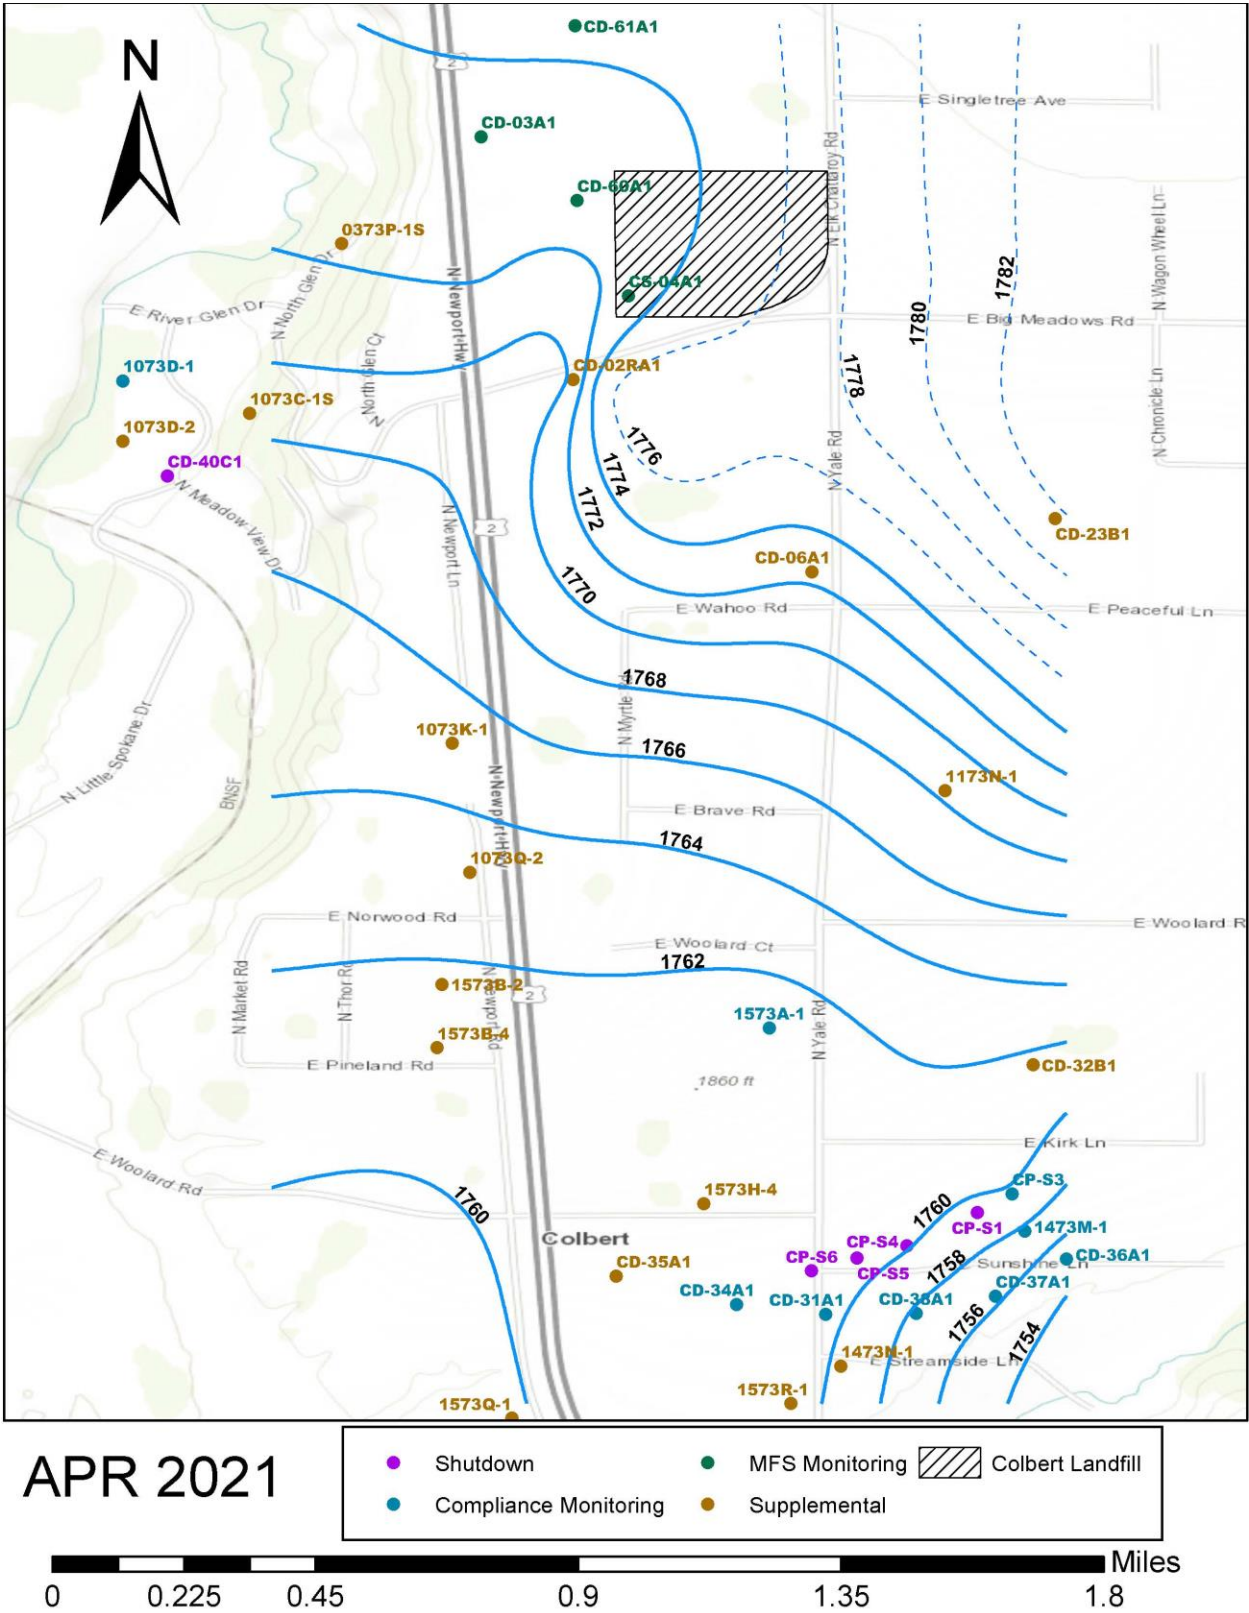 N
CD-61A1
2
E Singletree Ave
CD-03A1
N Elk Chattaroy Rd
CD-60A1
N Wagon Wheel Ln
0373P-1S
N North Glen Dr
N Newport Hwy
CS-04A1
1782
1780
E River Glen Dr
E Big Meadows Rd
1073D-1
North Glen Ct
N
CD-02RA1
1778
N Chronicle Ln
1073C-1S
1073D-2
1776
N Yale Rd
CD-40C1
1774
N Meadow View Dr
N Newport Ln
2
1772
CD-23B1
CD-06A1
1770
E Wahoo Rd
E Peaceful Ln
1768
N Myrtle
1073K-1
1766
N Little Spokane Dr
BNSF
N Newport Hwy
1173N-1
E Brave Rd
1764
1073Q-2
E Norwood Rd
E Woolard R
E Woolard Ct
1762
N Market Rd
N Thor Rd
1573B-2
2
N Newport Rd
1573A-1
N Yale Rd
1573B-4
E Pineland Rd
CD-32B1
1860 ft
E Kirk Ln
E Woolard Rd
CP-S3
1573H-4
1760
1760
CP-S1
1473M-1
Colbert
CP-S4
CP-S6
CP-S5
CD-36A1
Sunshine Ln
CD-35A1
1758
CD-37A1
CD-34A1
CD-31A1
CD-38A1
1756
1754
1473N-1
E Streamside Ln
1573R-1
1573Q-1
APR 2021
Shutdown
MFS Monitoring
Colbert Landfill
Compliance Monitoring
Supplemental
Miles
0 0.225 0.45 0.9 1.35 1.8